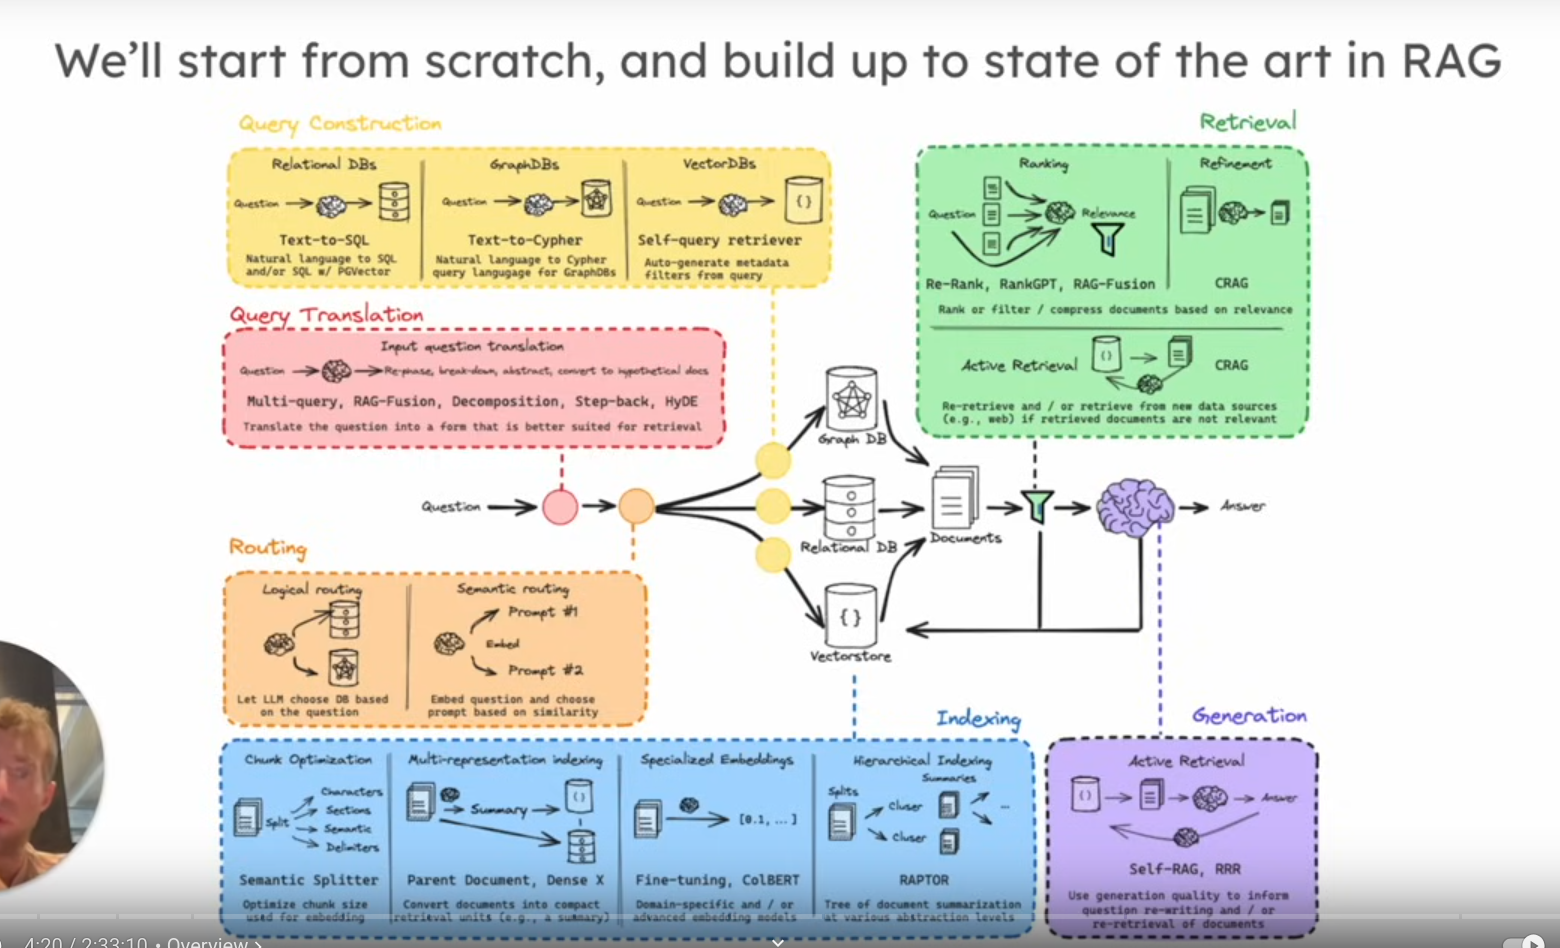 We'll start from scratch, and build up to state of the art in RAG
Query Construction
Relational DBs
Question
Text-to-SQL
Natural language to SQL
and/or SQL w/ PGVector
GraphDBs
Question
Text-to-Cypher
Natural language to Cypher
query langugage for GraphDBs
VectorDBs
Question
{}
Self-query retriever
Auto-generate metadata
filters from query
Retrieval
Ranking
Question
Relevance
Re-Rank, RankGPT, RAG-Fusion
Refinement
CRAG
Rank or filter / compress documents based on relevance
Active Retrieval
{}
CRAG
Re-retrieve and / or retrieve from new data sources
(e.g., web) if retrieved documents are not relevant
Query Translation
Input question translation
Question
Re-phase, break-down, abstract, convert to hypothetical docs
Multi-query, RAG-Fusion, Decomposition, Step-back, HyDE
Translate the question into a form that is better suited for retrieval
Question
Graph DB
Relational DB
{}
Vectorstore
Documents
Answer
Routing
Logical routing
Let LLM choose DB based
on the question
Semantic routing
Prompt #1
Embed
Prompt #2
Embed question and choose
prompt based on similarity
Indexing
Chunk Optimization
Split
Characters
Sections
Semantic
Delimiters
Semantic Splitter
Optimize chunk size
used for embedding
Multi-representation indexing
Summary
{}
Parent Document, Dense X
Convert documents into compact
retrieval units (e.g., a summary)
Specialized Embeddings
[0.1, ...]
Fine-tuning, ColBERT
Domain-specific and / or
advanced embedding models
Hierarchical Indexing
Summaries
Splits
Cluser
Cluser
...
RAPTOR
Tree of document summarization
at various abstraction levels
Generation
Active Retrieval
{}
Answer
Self-RAG, RRR
Use generation quality to inform
question re-writing and / or
re-retrieval of documents
4:20 / 2:33:10 • Overview >